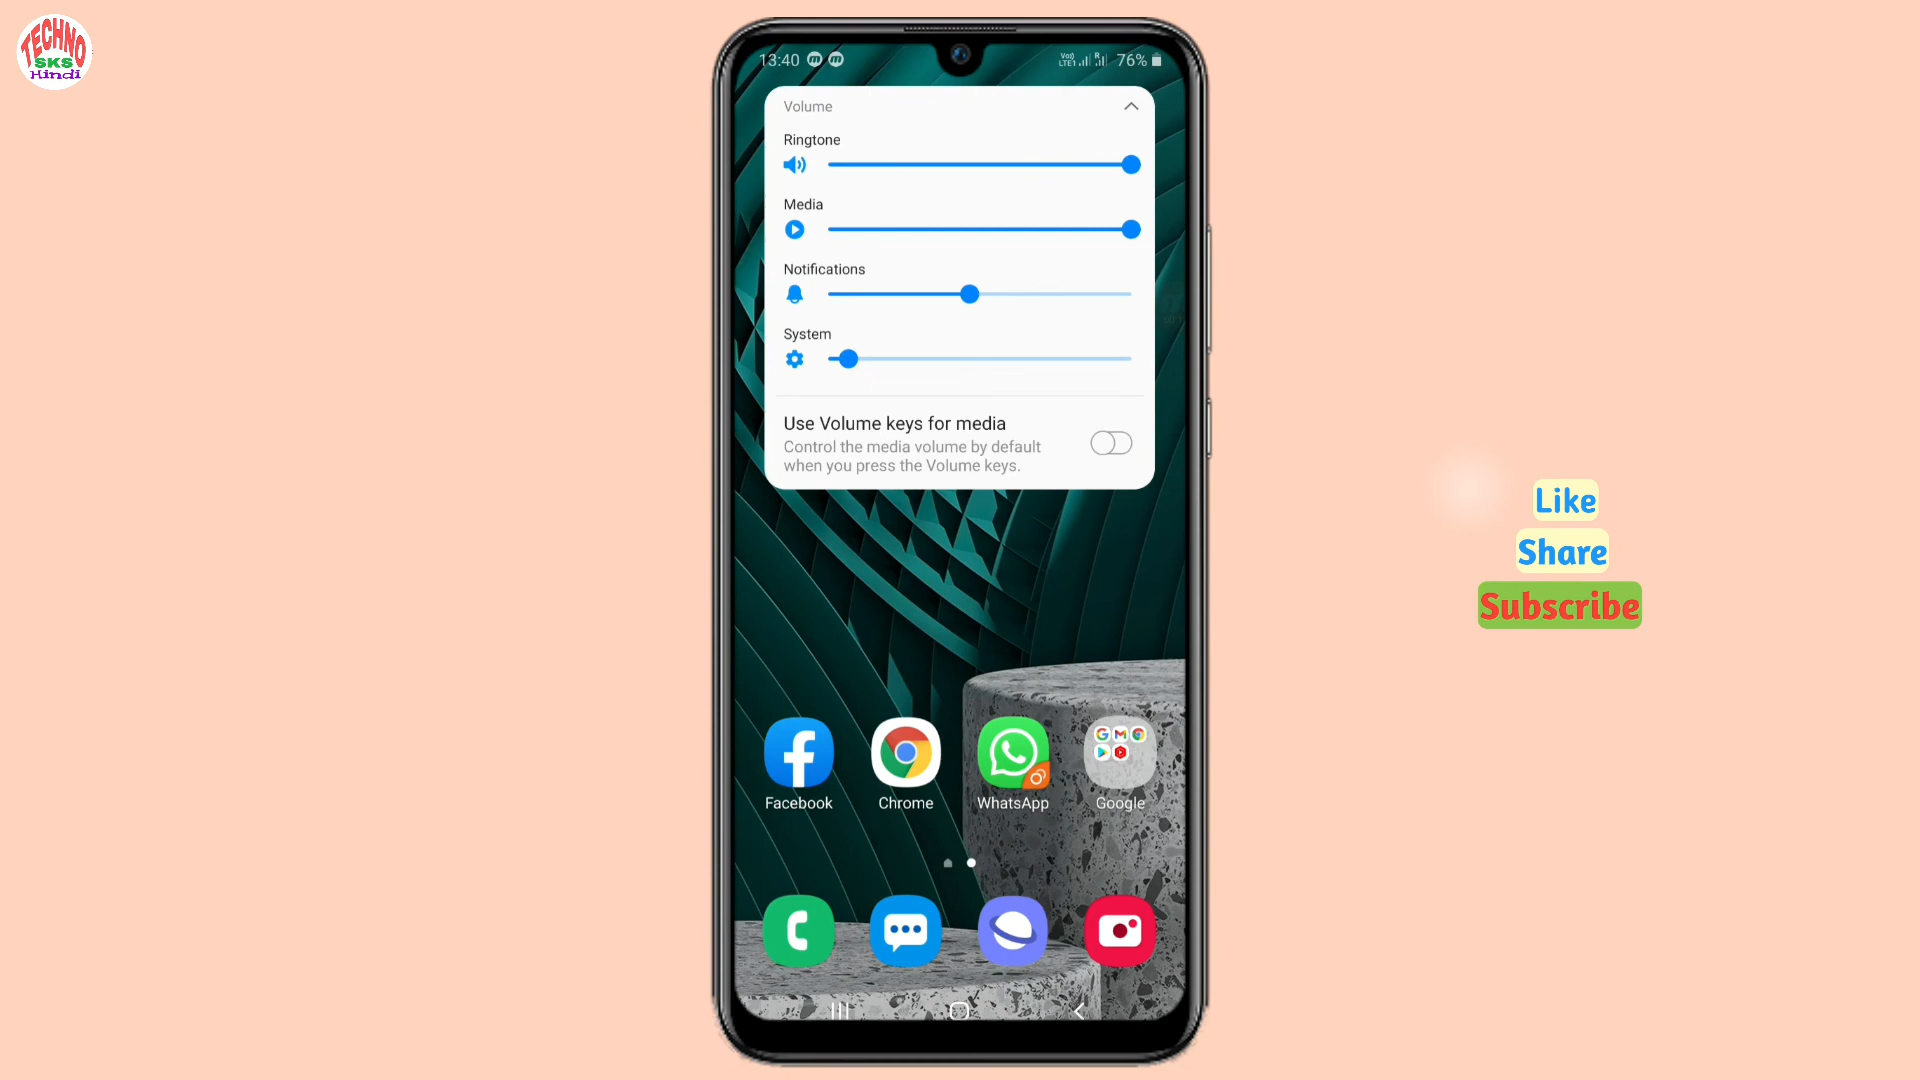 TECHNO
SKS
Hindi
13:40
76%
Volume
Ringtone
Media
Notifications
System
Use Volume keys for media
Control the media volume by default
when you press the Volume keys.
Like
Share
Subscribe
Facebook
Chrome
WhatsApp
Google